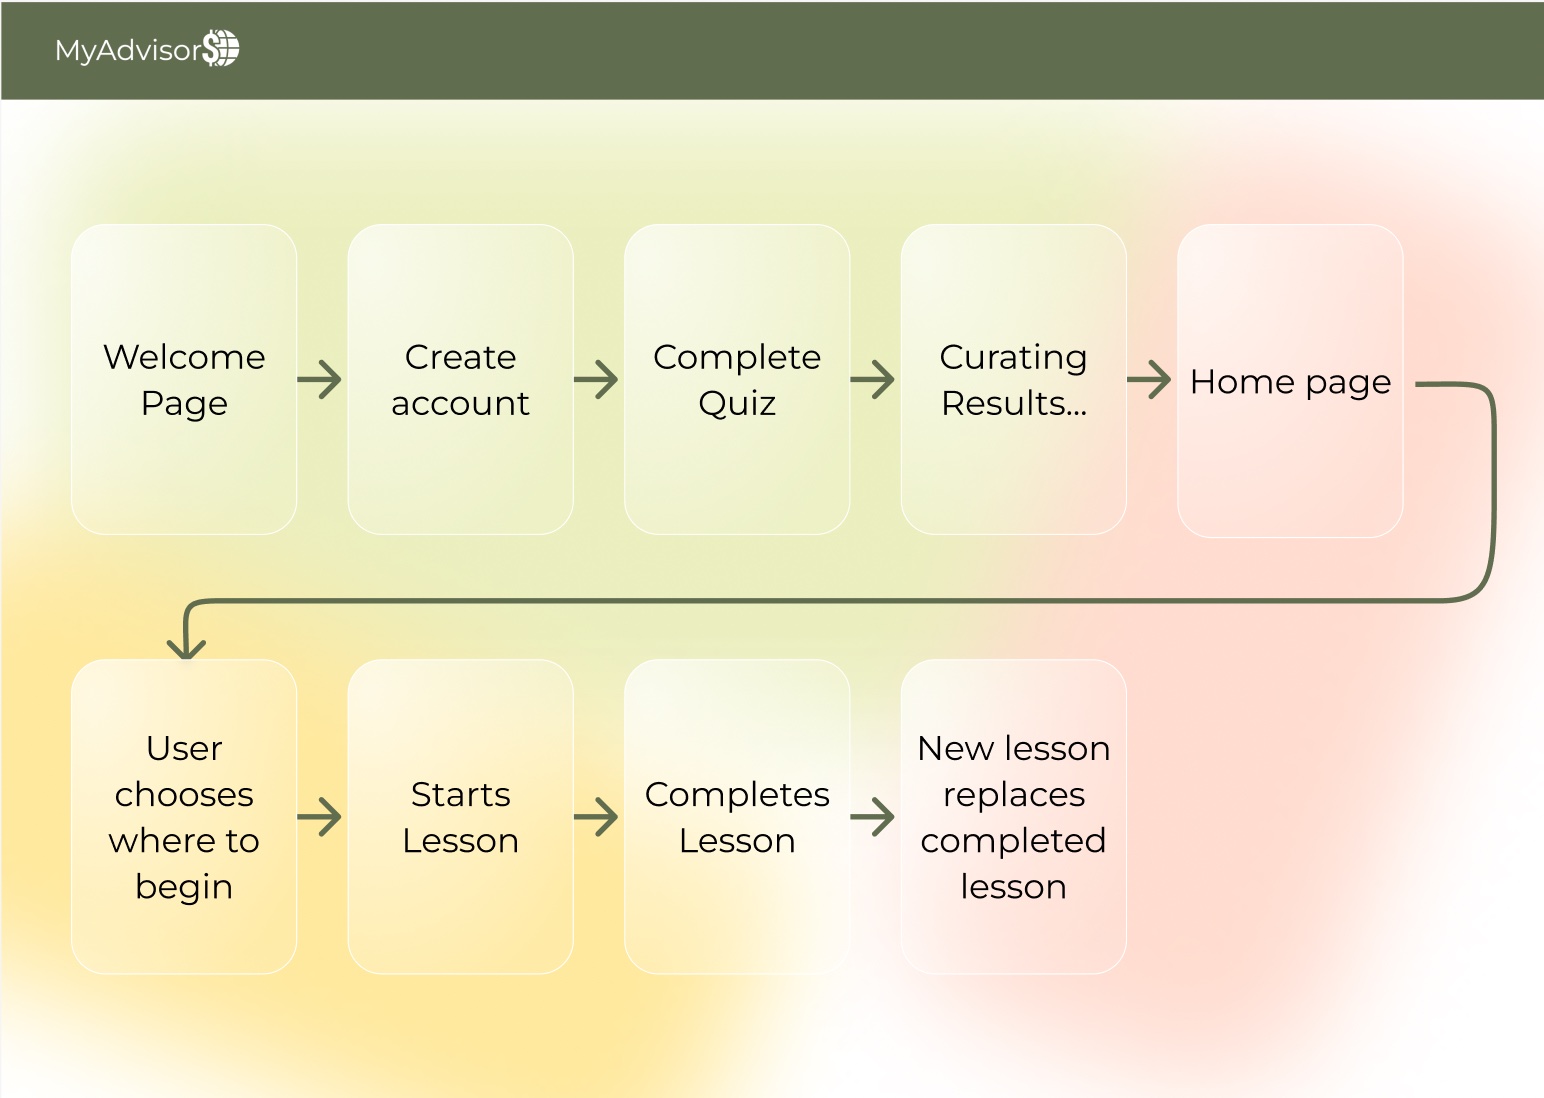 MyAdvisor
Welcome
Page
Create
account
Complete
Quiz
Curating
Results...
Home page
User
chooses
where to
begin
Starts
Lesson
Completes
Lesson
New lesson
replaces
completed
lesson